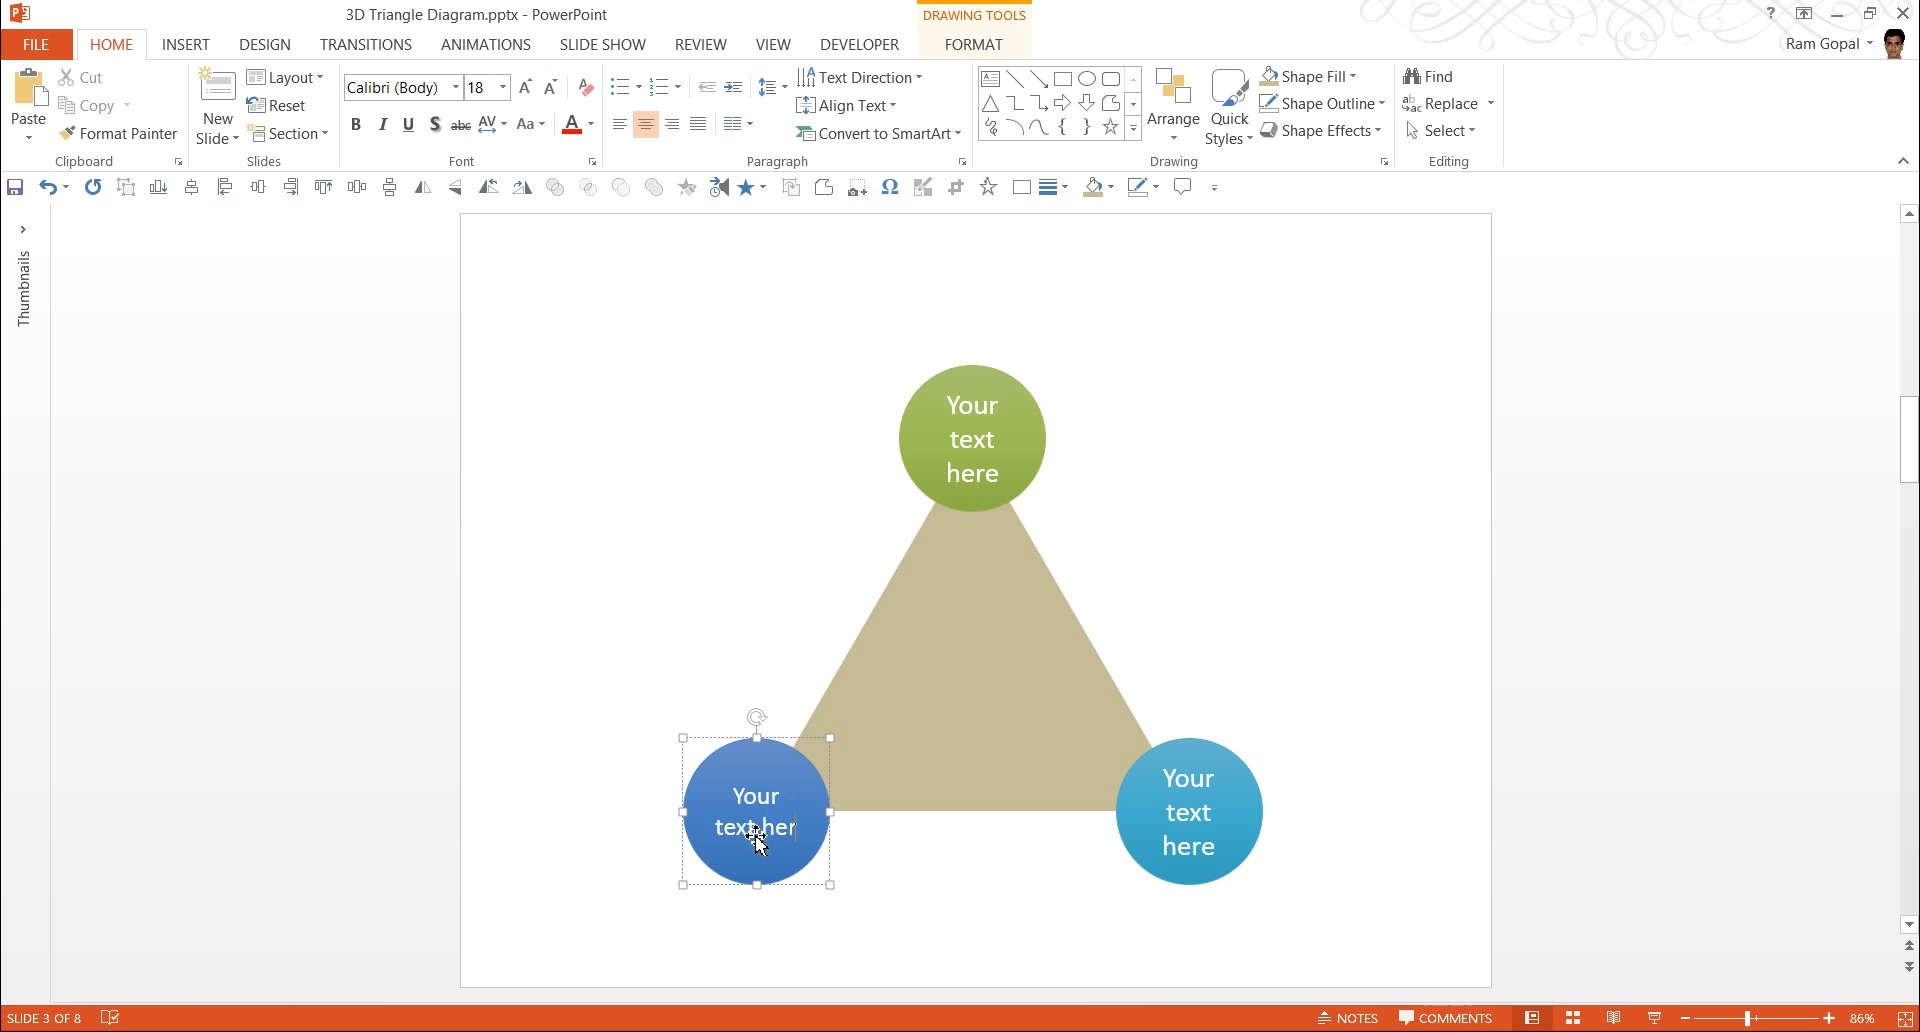 3D Triangle Diagram.pptx - PowerPoint
DRAWING TOOLS
?
FILE HOME INSERT DESIGN TRANSITIONS ANIMATIONS SLIDE SHOW REVIEW VIEW DEVELOPER FORMAT
Ram Gopal
Paste
Cut
Copy
Format Painter
Clipboard
New
Slide
Layout
Reset
Section
Slides
Calibri (Body) 18
B I U S abc AV Aa A
Font
Text Direction
Align Text
Convert to SmartArt
Paragraph
Arrange
Quick
Styles
Shape Fill
Shape Outline
Shape Effects
Drawing
Find
Replace
Select
Editing
Thumbnails
Your
text
here
Your
text her
Your
text
here
SLIDE 3 OF 8
NOTES COMMENTS 86%